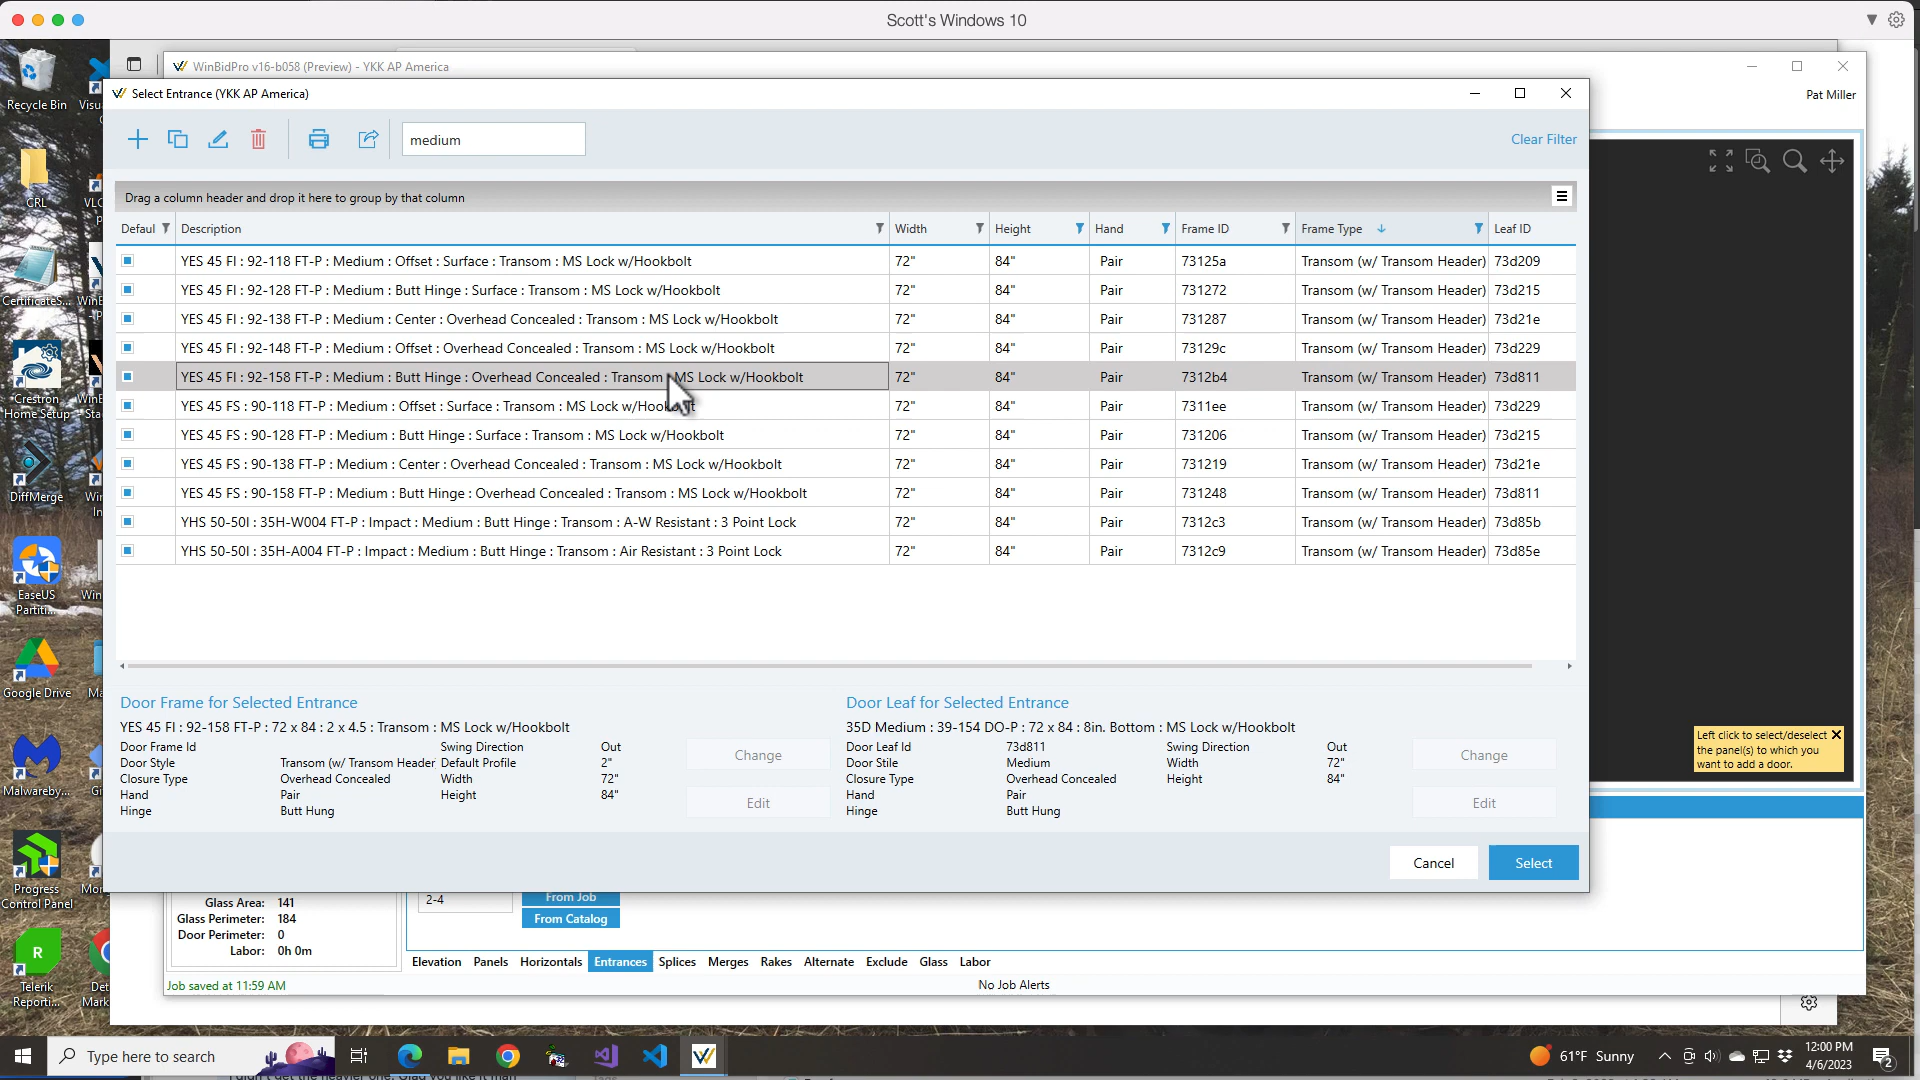 Scott's Windows 10
WinBidPro v16-b058 (Preview) - YKK AP America
Pat Miller
Select Entrance (YKK AP America)
medium
Clear Filter
Drag a column header and drop it here to group by that column
Defaul Description Width Height Hand Frame ID Frame Type Leaf ID
YES 45 FI : 92-118 FT-P : Medium : Offset : Surface : Transom : MS Lock w/Hookbolt 72" 84" Pair 73125a Transom (w/ Transom Header) 73d209
YES 45 FI : 92-128 FT-P : Medium : Butt Hinge : Surface : Transom : MS Lock w/Hookbolt 72" 84" Pair 731272 Transom (w/ Transom Header) 73d215
YES 45 FI : 92-138 FT-P : Medium : Center : Overhead Concealed : Transom : MS Lock w/Hookbolt 72" 84" Pair 731287 Transom (w/ Transom Header) 73d21e
YES 45 FI : 92-148 FT-P : Medium : Offset : Overhead Concealed : Transom : MS Lock w/Hookbolt 72" 84" Pair 73129c Transom (w/ Transom Header) 73d229
YES 45 FI : 92-158 FT-P : Medium : Butt Hinge : Overhead Concealed : Transom : MS Lock w/Hookbolt 72" 84" Pair 7312b4 Transom (w/ Transom Header) 73d811
YES 45 FS : 90-118 FT-P : Medium : Offset : Surface : Transom : MS Lock w/Hookbolt 72" 84" Pair 7311ee Transom (w/ Transom Header) 73d229
YES 45 FS : 90-128 FT-P : Medium : Butt Hinge : Surface : Transom : MS Lock w/Hookbolt 72" 84" Pair 731206 Transom (w/ Transom Header) 73d215
YES 45 FS : 90-138 FT-P : Medium : Center : Overhead Concealed : Transom : MS Lock w/Hookbolt 72" 84" Pair 731219 Transom (w/ Transom Header) 73d21e
YES 45 FS : 90-158 FT-P : Medium : Butt Hinge : Overhead Concealed : Transom : MS Lock w/Hookbolt 72" 84" Pair 731248 Transom (w/ Transom Header) 73d811
YHS 50-50I : 35H-W004 FT-P : Impact : Medium : Butt Hinge : Transom : A-W Resistant : 3 Point Lock 72" 84" Pair 7312c3 Transom (w/ Transom Header) 73d85b
YHS 50-50I : 35H-A004 FT-P : Impact : Medium : Butt Hinge : Transom : Air Resistant : 3 Point Lock 72" 84" Pair 7312c9 Transom (w/ Transom Header) 73d85e
Door Frame for Selected Entrance
YES 45 FI : 92-158 FT-P : 72 x 84 : 2 x 4.5 : Transom : MS Lock w/Hookbolt
Door Frame Id Swing Direction Out
Door Style Transom (w/ Transom Header Default Profile 2"
Closure Type Overhead Concealed Width 72"
Hand Pair Height 84"
Hinge Butt Hung
Change
Edit
Door Leaf for Selected Entrance
35D Medium : 39-154 DO-P : 72 x 84 : 8in. Bottom : MS Lock w/Hookbolt
Door Leaf Id 73d811 Swing Direction Out
Door Stile Medium Width 72"
Closure Type Overhead Concealed Height 84"
Hand Pair
Hinge Butt Hung
Change
Edit
Cancel
Select
Left click to select/deselect
the panel(s) to which you
want to add a door.
Glass Area: 141
Glass Perimeter: 184
Door Perimeter: 0
Labor: 0h 0m
2-4
From Job
From Catalog
Elevation Panels Horizontals Entrances Splices Merges Rakes Alternate Exclude Glass Labor
Job saved at 11:59 AM
No Job Alerts
Recycle Bin
Visu
CRL
VLC
p
Certificate5...
WinE
- P
Crestron
Home Setup
WinE
- Sta
DiffMerge
Win
In
EaseUS
Partiti...
Win
Google Drive
Ma
Malwareby...
Gi
Progress
Control Panel
Mor
R
Telerik
Reporti...
Det
Mark
Type here to search
61°F Sunny
12:00 PM
4/6/2023
2